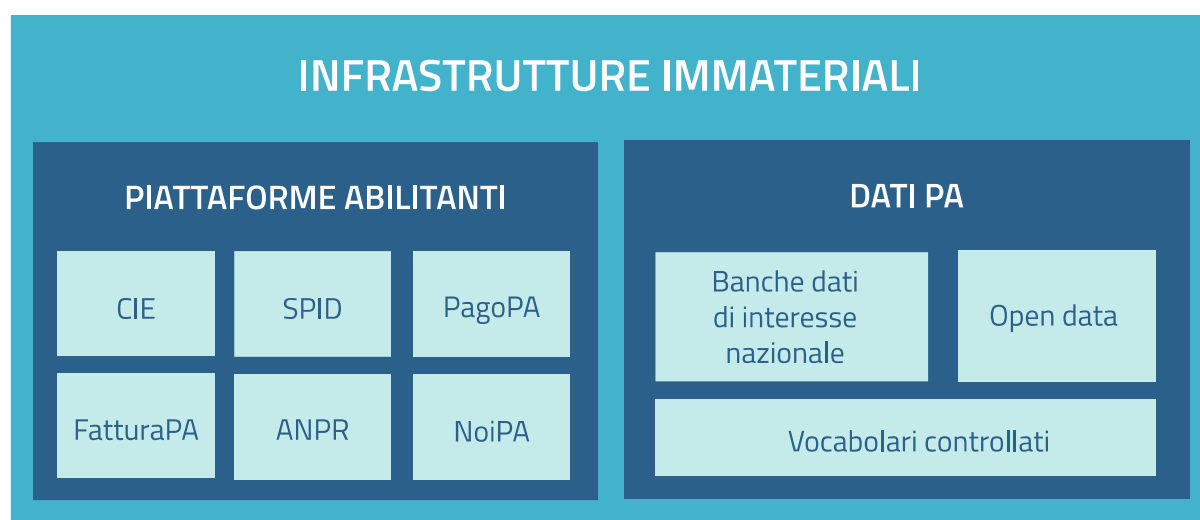 INFRASTRUTTURE IMMATERIALI
PIATTAFORME ABILITANTI
CIE
SPID
PagoPA
FatturaPA
ANPR
NoiPA
DATI PA
Banche dati
di interesse
nazionale
Open data
Vocabolari controllati